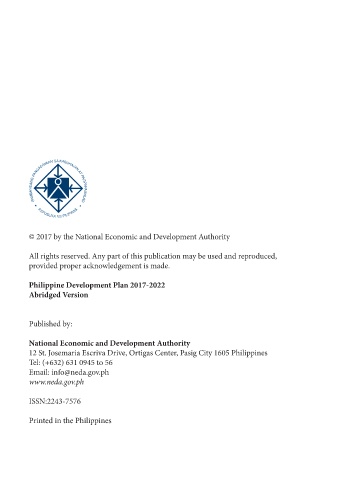 © 2017 by the National Economic and Development Authority
All rights reserved. Any part of this publication may be used and reproduced,
provided proper acknowledgement is made.
Philippine Development Plan 2017-2022
Abridged Version
Published by:
National Economic and Development Authority
12 St. Josemaria Escriva Drive, Ortigas Center, Pasig City 1605 Philippines
Tel: (+632) 631 0945 to 56
Email: info@neda.gov.ph
www.neda.gov.ph
ISSN:2243-7576
Printed in the Philippines